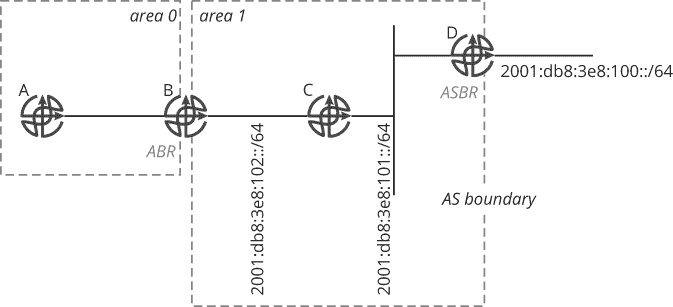 area 0
area 1
A
B
C
D
ABR
ASBR
2001:db8:3e8:100::/64
2001:db8:3e8:102::/64
2001:db8:3e8:101::/64
AS boundary